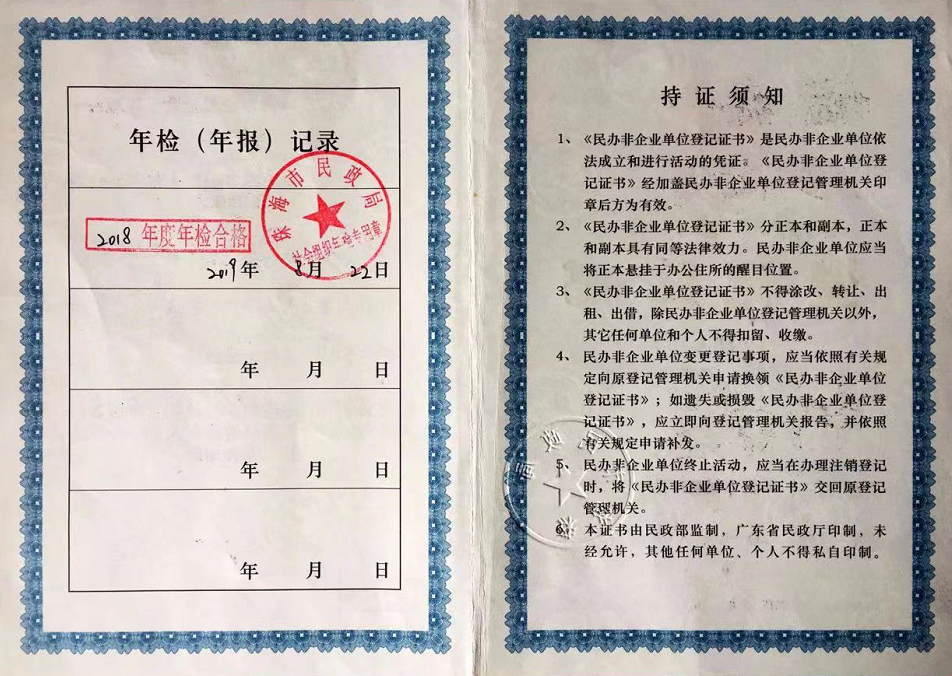 年检（年报）记录
珠海市民政局
社会组织年检专用章
2018 年度年检合格
2019年 8月 22日
年 月 日
年 月 日
年 月 日
持证须知
1、《民办非企业单位登记证书》是民办非企业单位依
法成立和进行活动的凭证。《民办非企业单位登
记证书》经加盖民办非企业单位登记管理机关印
章后方为有效。
2、《民办非企业单位登记证书》分正本和副本，正本
和副本具有同等法律效力。民办非企业单位应当
将正本悬挂于办公住所的醒目位置。
3、《民办非企业单位登记证书》不得涂改、转让、出
租、出借，除民办非企业单位登记管理机关以外，
其它任何单位和个人不得扣留、收缴。
4、民办非企业单位变更登记事项，应当依照有关规
定向原登记管理机关申请换领《民办非企业单位
登记证书》；如遗失或损毁《民办非企业单位登
记证书》，应立即向登记管理机关报告，并依照
有关规定申请补发。
5、民办非企业单位终止活动，应当在办理注销登记
时，将《民办非企业单位登记证书》交回原登记
管理机关。
6、本证书由民政部监制，广东省民政厅印制，未
经允许，其他任何单位、个人不得私自印制。